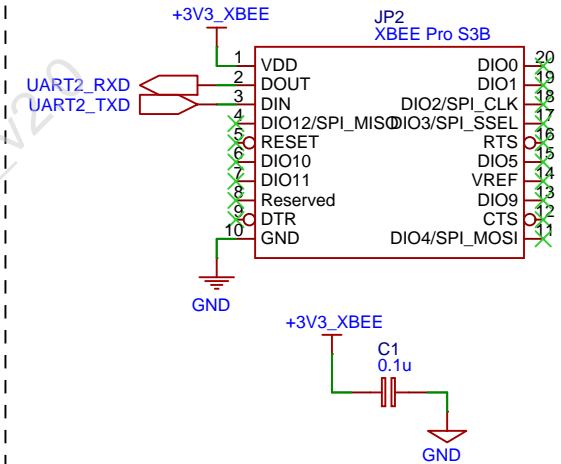 +3V3_XBEE
JP2
XBEE Pro S3B
1 VDD DIO0 20
UART2_RXD 2 DOUT DIO1 19
UART2_TXD 3 DIN DIO2/SPI_CLK 18
4 DIO12/SPI_MISO DIO3/SPI_SSEL 17
5 RESET RTS 16
6 DIO10 DIO5 15
7 DIO11 VREF 14
8 Reserved DIO9 13
9 DTR CTS 12
10 GND DIO4/SPI_MOSI 11
GND
+3V3_XBEE
C1
0.1u
GND